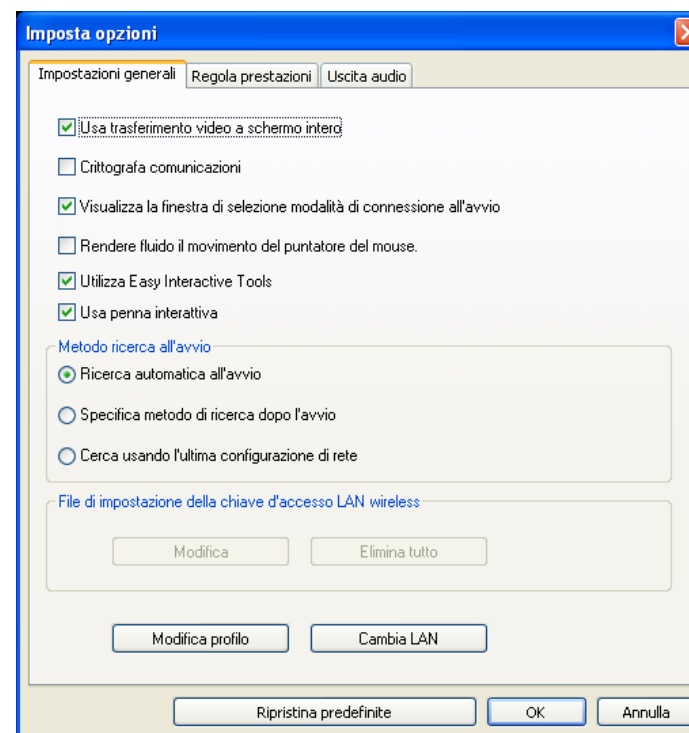 Imposta opzioni
Impostazioni generali Regola prestazioni Uscita audio
Usa trasferimento video a schermo intero
Crittografa comunicazioni
Visualizza la finestra di selezione modalità di connessione all'avvio
Rendere fluido il movimento del puntatore del mouse.
Utilizza Easy Interactive Tools
Usa penna interattiva
Metodo ricerca all'avvio
Ricerca automatica all'avvio
Specifica metodo di ricerca dopo l'avvio
Cerca usando l'ultima configurazione di rete
File di impostazione della chiave d'accesso LAN wireless
Modifica Elimina tutto
Modifica profilo Cambia LAN
Ripristina predefinite OK Annulla